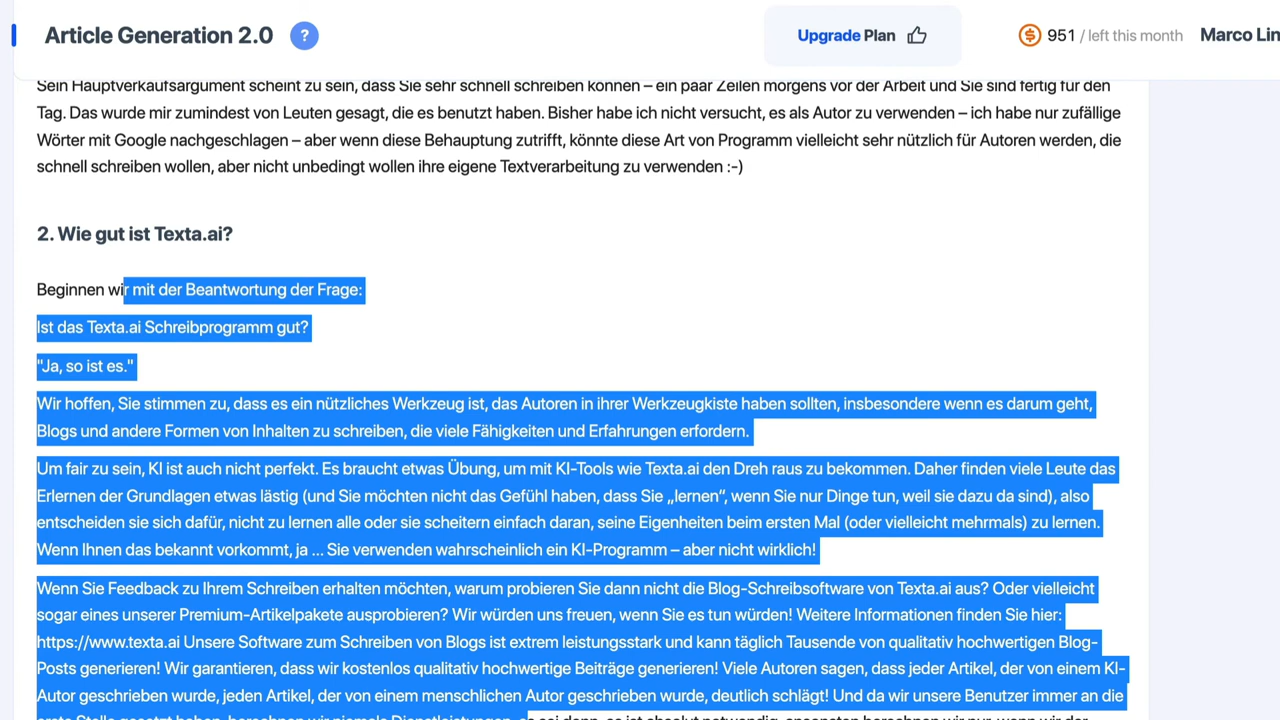 Article Generation 2.0 ?
Upgrade Plan
951 / left this month
Marco Lin
Sein Hauptverkaufsargument scheint zu sein, dass Sie sehr schnell schreiben können – ein paar Zeilen morgens vor der Arbeit und Sie sind fertig für den
Tag. Das wurde mir zumindest von Leuten gesagt, die es benutzt haben. Bisher habe ich nicht versucht, es als Autor zu verwenden – ich habe nur zufällige
Wörter mit Google nachgeschlagen – aber wenn diese Behauptung zutrifft, könnte diese Art von Programm vielleicht sehr nützlich für Autoren werden, die
schnell schreiben wollen, aber nicht unbedingt wollen ihre eigene Textverarbeitung zu verwenden :-)
2. Wie gut ist Texta.ai?
Beginnen wir mit der Beantwortung der Frage:
Ist das Texta.ai Schreibprogramm gut?
"Ja, so ist es."
Wir hoffen, Sie stimmen zu, dass es ein nützliches Werkzeug ist, das Autoren in ihrer Werkzeugkiste haben sollten, insbesondere wenn es darum geht,
Blogs und andere Formen von Inhalten zu schreiben, die viele Fähigkeiten und Erfahrungen erfordern.
Um fair zu sein, KI ist auch nicht perfekt. Es braucht etwas Übung, um mit KI-Tools wie Texta.ai den Dreh raus zu bekommen. Daher finden viele Leute das
Erlernen der Grundlagen etwas lästig (und Sie möchten nicht das Gefühl haben, dass Sie „lernen“, wenn Sie nur Dinge tun, weil sie dazu da sind), also
entscheiden sie sich dafür, nicht zu lernen alle oder sie scheitern einfach daran, seine Eigenheiten beim ersten Mal (oder vielleicht mehrmals) zu lernen.
Wenn Ihnen das bekannt vorkommt, ja ... Sie verwenden wahrscheinlich ein KI-Programm – aber nicht wirklich!
Wenn Sie Feedback zu Ihrem Schreiben erhalten möchten, warum probieren Sie dann nicht die Blog-Schreibsoftware von Texta.ai aus? Oder vielleicht
sogar eines unserer Premium-Artikelpakete ausprobieren? Wir würden uns freuen, wenn Sie es tun würden! Weitere Informationen finden Sie hier:
https://www.texta.ai Unsere Software zum Schreiben von Blogs ist extrem leistungsstark und kann täglich Tausende von qualitativ hochwertigen Blog-
Posts generieren! Wir garantieren, dass wir kostenlos qualitativ hochwertige Beiträge generieren! Viele Autoren sagen, dass jeder Artikel, der von einem KI-
Autor geschrieben wurde, jeden Artikel, der von einem menschlichen Autor geschrieben wurde, deutlich schlägt! Und da wir unsere Benutzer immer an die